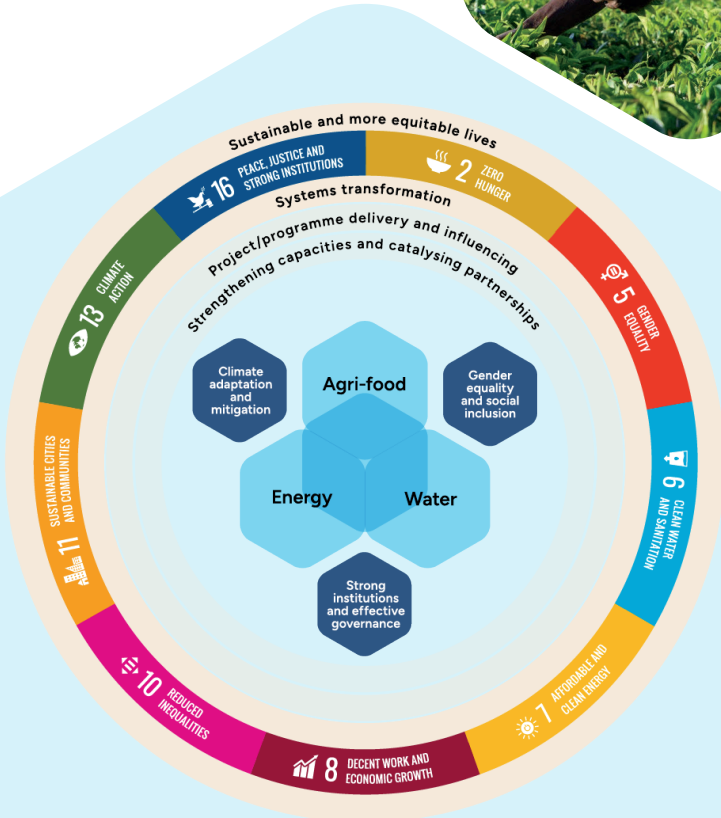 Sustainable and more equitable lives
16 PEACE, JUSTICE AND
STRONG INSTITUTIONS
2 ZERO
HUNGER
Systems transformation
Project/programme delivery and influencing
Strengthening capacities and catalysing partnerships
13 CLIMATE
ACTION
5 GENDER
EQUALITY
Climate
adaptation
and
mitigation
Agri-food
Gender
equality
and social
inclusion
11 SUSTAINABLE CITIES
AND COMMUNITIES
Energy
Water
6 CLEAN WATER
AND SANITATION
Strong
institutions
and effective
governance
10 REDUCED
INEQUALITIES
7 AFFORDABLE AND
CLEAN ENERGY
8 DECENT WORK AND
ECONOMIC GROWTH